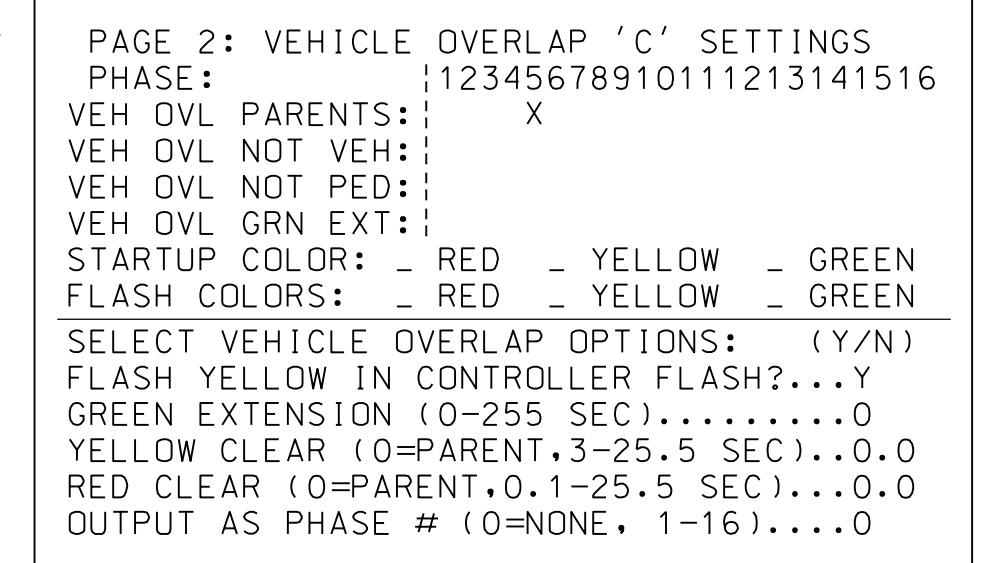 PAGE 2: VEHICLE OVERLAP 'C' SETTINGS
PHASE: ¦12345678910111213141516
VEH OVL PARENTS:¦ X
VEH OVL NOT VEH:¦
VEH OVL NOT PED:¦
VEH OVL GRN EXT:¦
STARTUP COLOR: _ RED _ YELLOW _ GREEN
FLASH COLORS: _ RED _ YELLOW _ GREEN
SELECT VEHICLE OVERLAP OPTIONS: (Y/N)
FLASH YELLOW IN CONTROLLER FLASH?...Y
GREEN EXTENSION (0-255 SEC).........0
YELLOW CLEAR (0=PARENT,3-25.5 SEC)..0.0
RED CLEAR (0=PARENT,0.1-25.5 SEC)...0.0
OUTPUT AS PHASE # (0=NONE, 1-16)....0